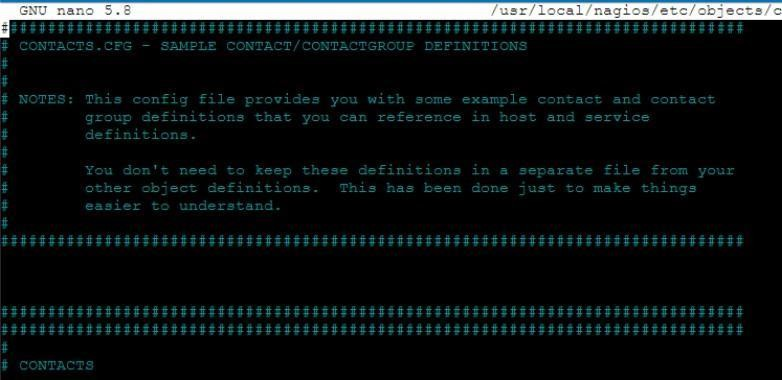 GNU nano 5.8 /usr/local/nagios/etc/objects/c
###############################################################################
# CONTACTS.CFG - SAMPLE CONTACT/CONTACTGROUP DEFINITIONS
#
#
# NOTES: This config file provides you with some example contact and contact
#        group definitions that you can reference in host and service
#        definitions.
#
#        You don't need to keep these definitions in a separate file from your
#        other object definitions.  This has been done just to make things
#        easier to understand.
#
###############################################################################
###############################################################################
###############################################################################
#
# CONTACTS